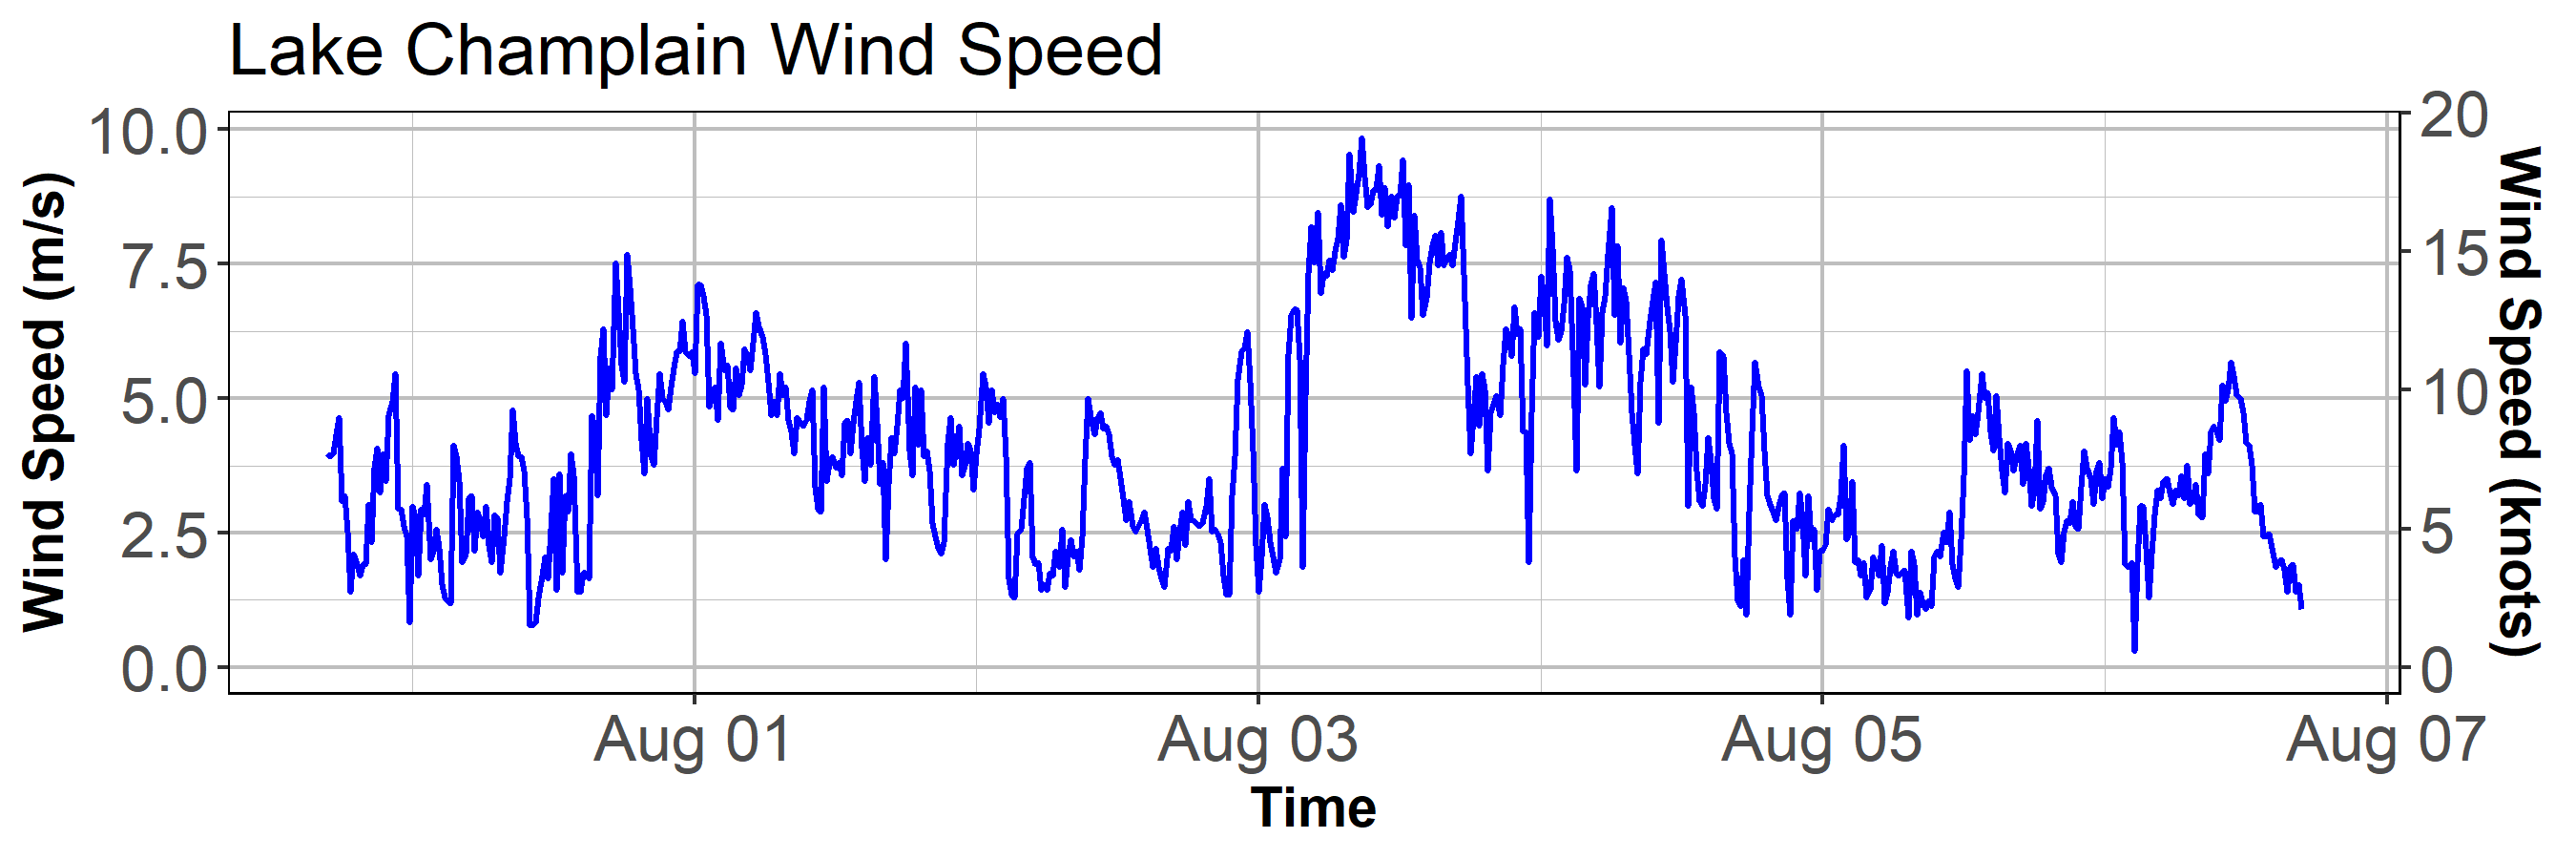 Lake Champlain Wind Speed
10.0
7.5
5.0
2.5
0.0
Wind Speed (m/s)
20
15
10
5
0
Wind Speed (knots)
Aug 01
Aug 03
Aug 05
Aug 07
Time